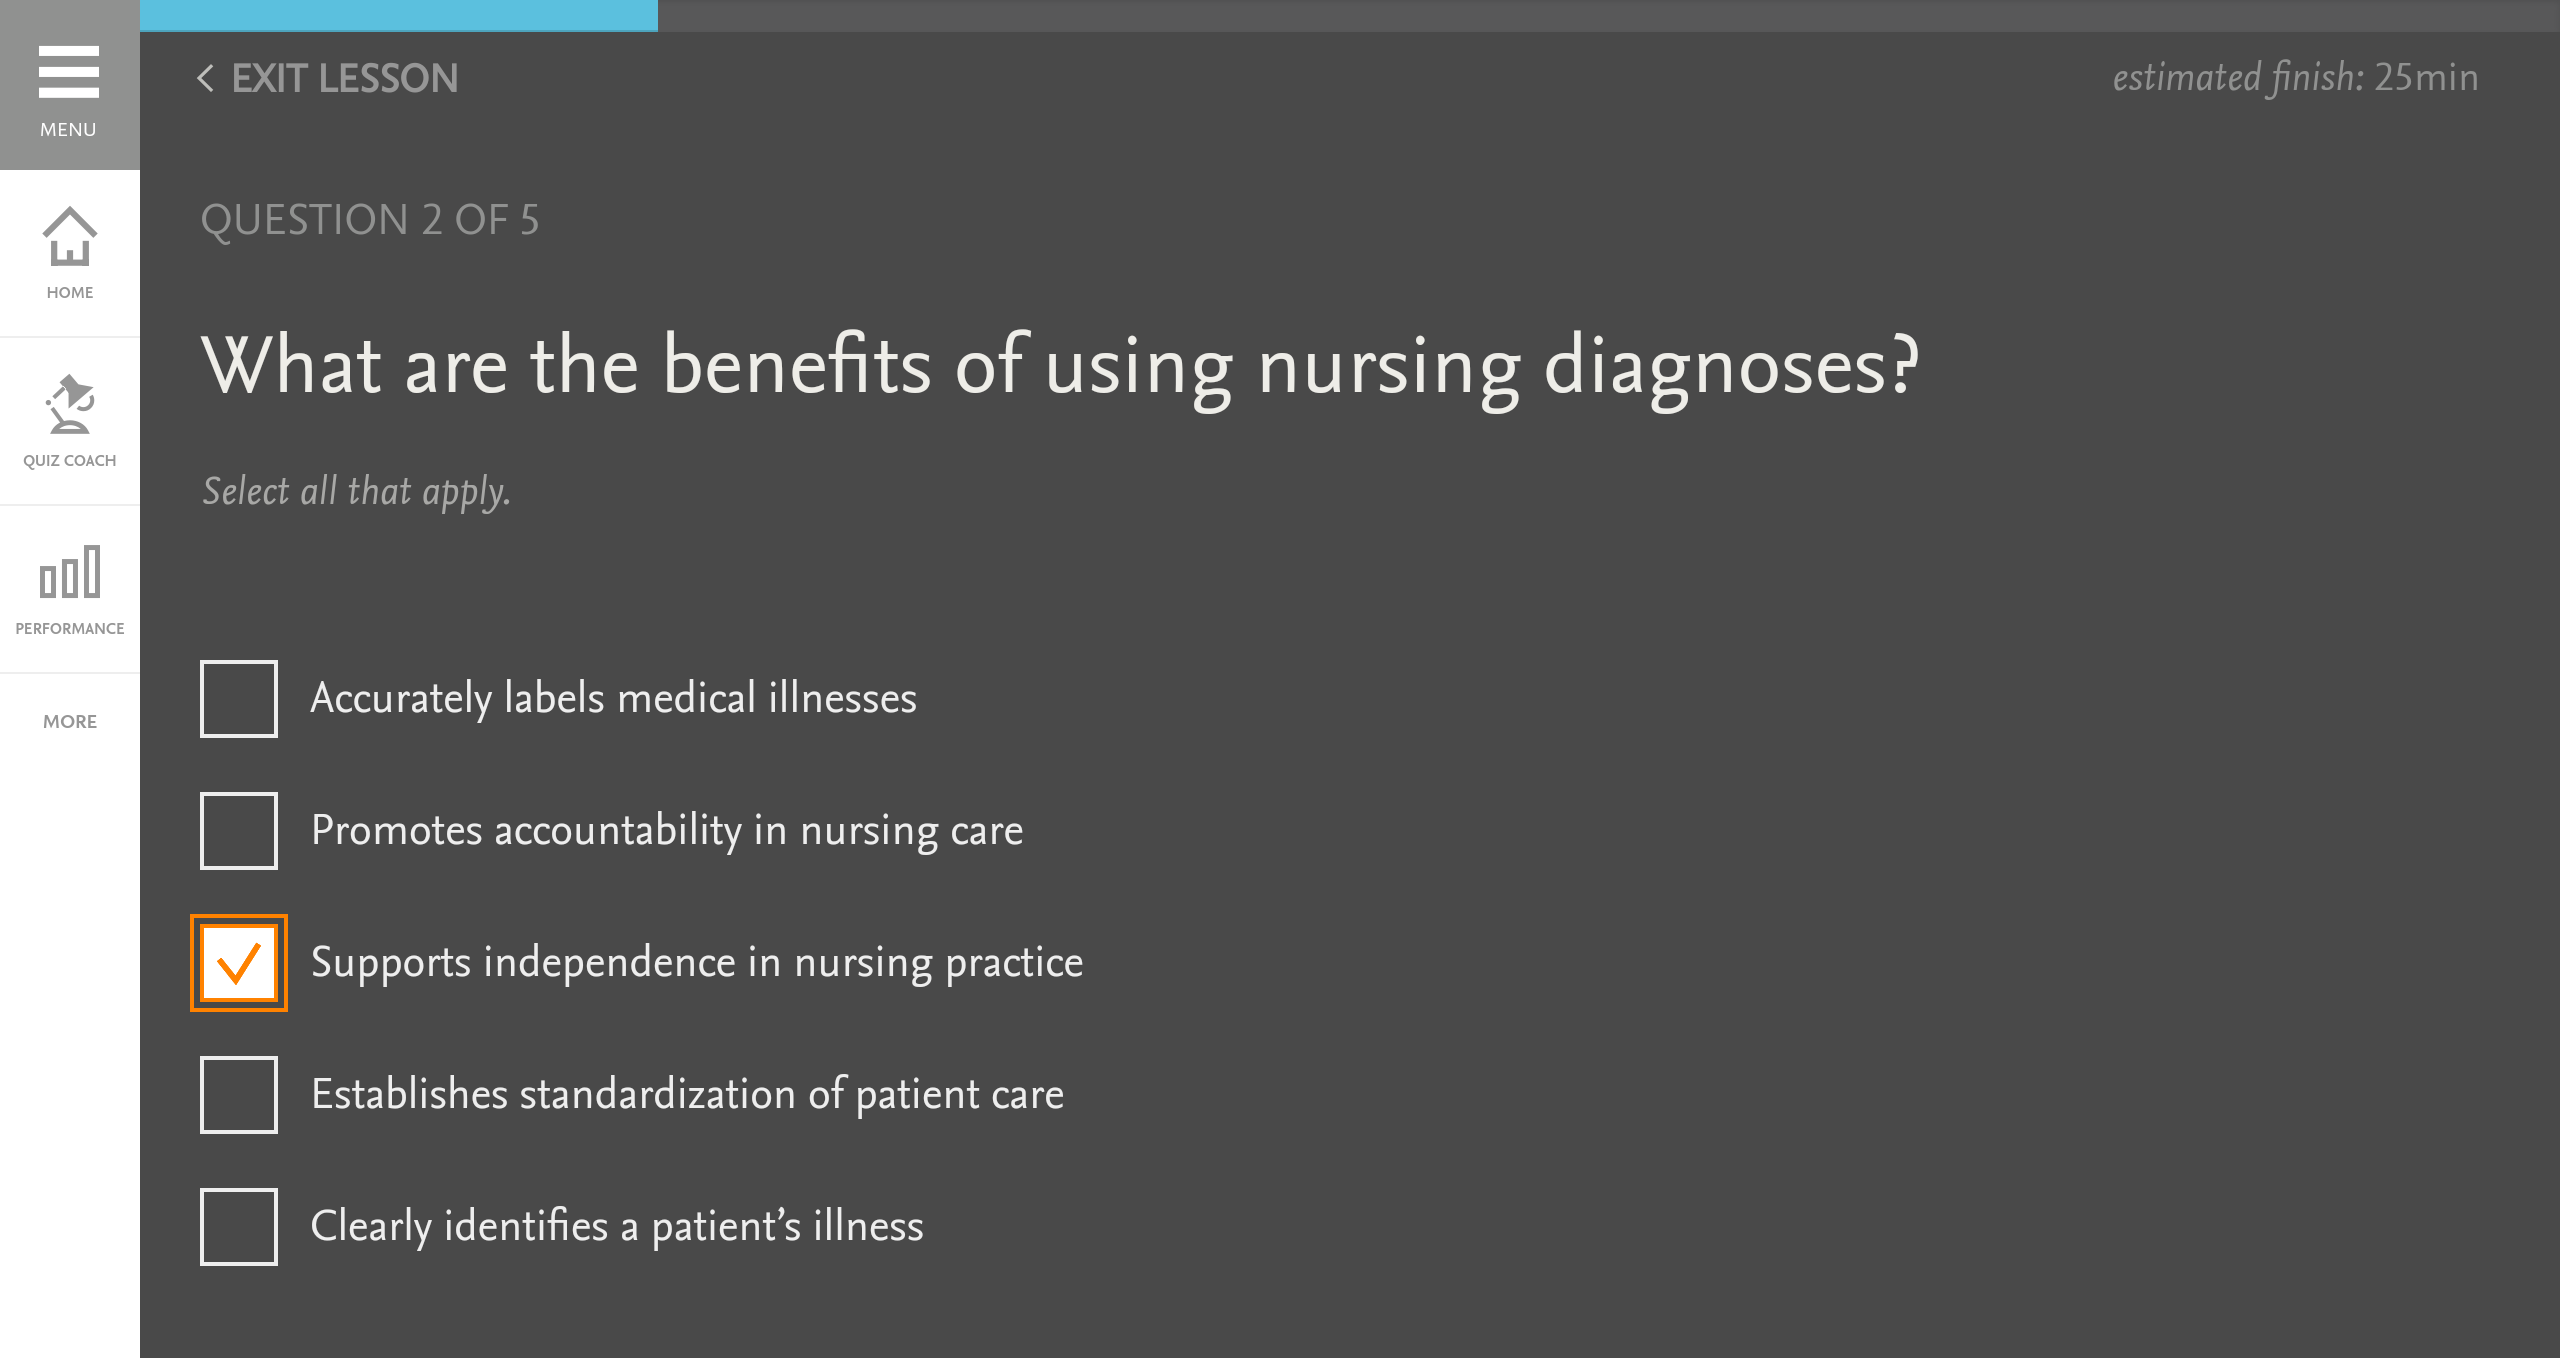 MENU
HOME
QUIZ COACH
PERFORMANCE
MORE
EXIT LESSON
estimated finish: 25min
QUESTION 2 OF 5
What are the benefits of using nursing diagnoses?
Select all that apply.
Accurately labels medical illnesses
Promotes accountability in nursing care
Supports independence in nursing practice
Establishes standardization of patient care
Clearly identifies a patient’s illness